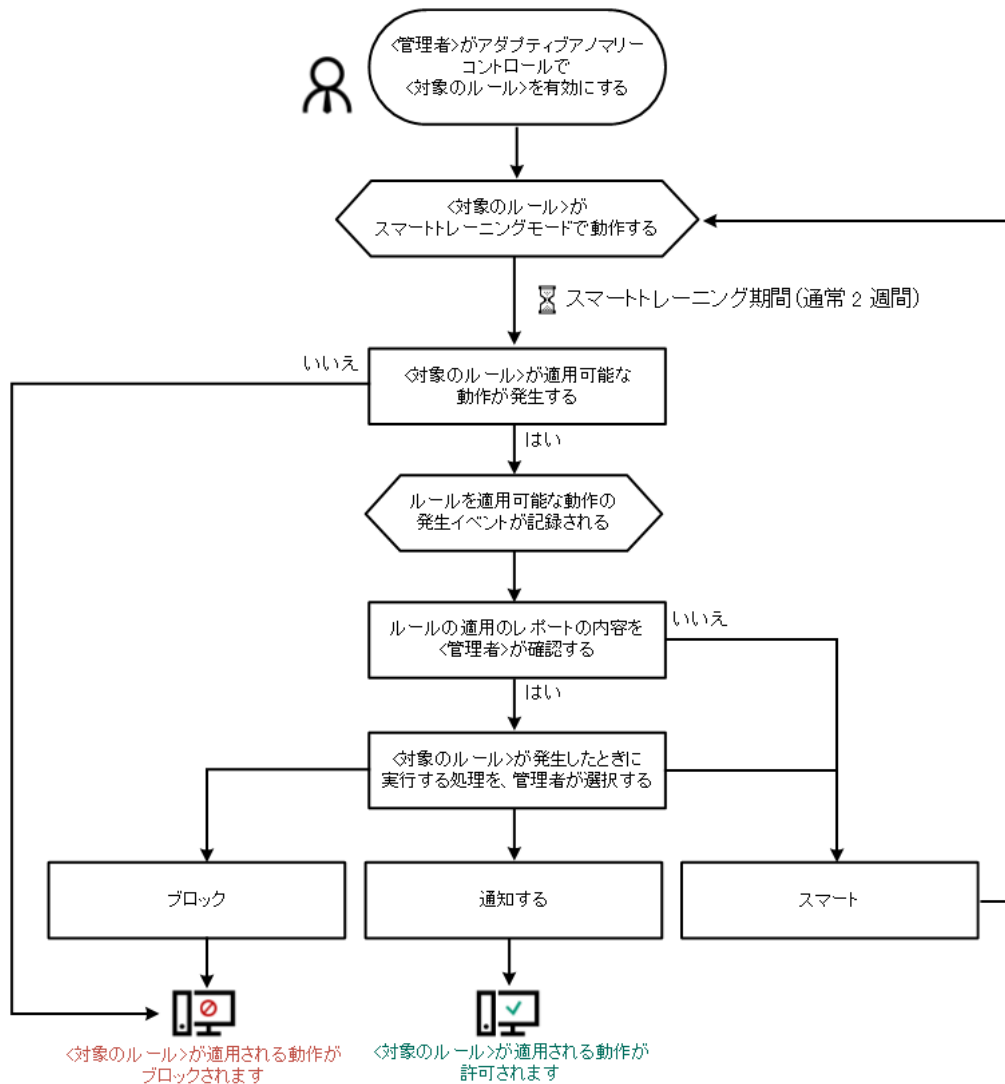 <管理者>がアダプティブアノマリー
コントロールで
<対象のルール>を有効にする
<対象のルール>が
スマートトレーニングモードで動作する
スマートトレーニング期間(通常 2 週間)
いいえ
<対象のルール>が適用可能な
動作が発生する
はい
ルールを適用可能な動作の
発生イベントが記録される
ルールの適用のレポートの内容を
<管理者>が確認する
いいえ
はい
<対象のルール>が発生したときに
実行する処理を、管理者が選択する
ブロック
通知する
スマート
<対象のルール>が適用される動作が
ブロックされます
<対象のルール>が適用される動作が
許可されます